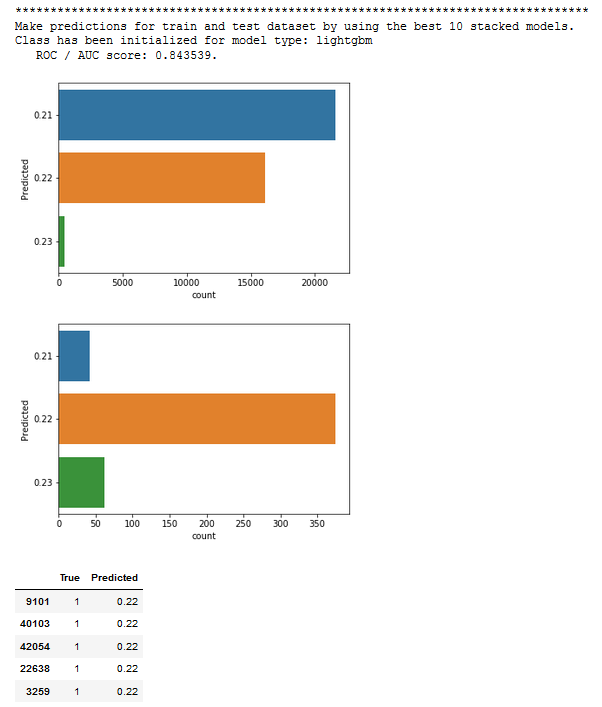 **********************************************************************************
Make predictions for train and test dataset by using the best 10 stacked models.
Class has been initialized for model type: lightgbm
ROC / AUC score: 0.843539.
0.21
0.22
0.23
Predicted
0 5000 10000 15000 20000
count
0.21
0.22
0.23
Predicted
0 50 100 150 200 250 300 350
count
True Predicted
9101 1 0.22
40103 1 0.22
42054 1 0.22
22638 1 0.22
3259 1 0.22